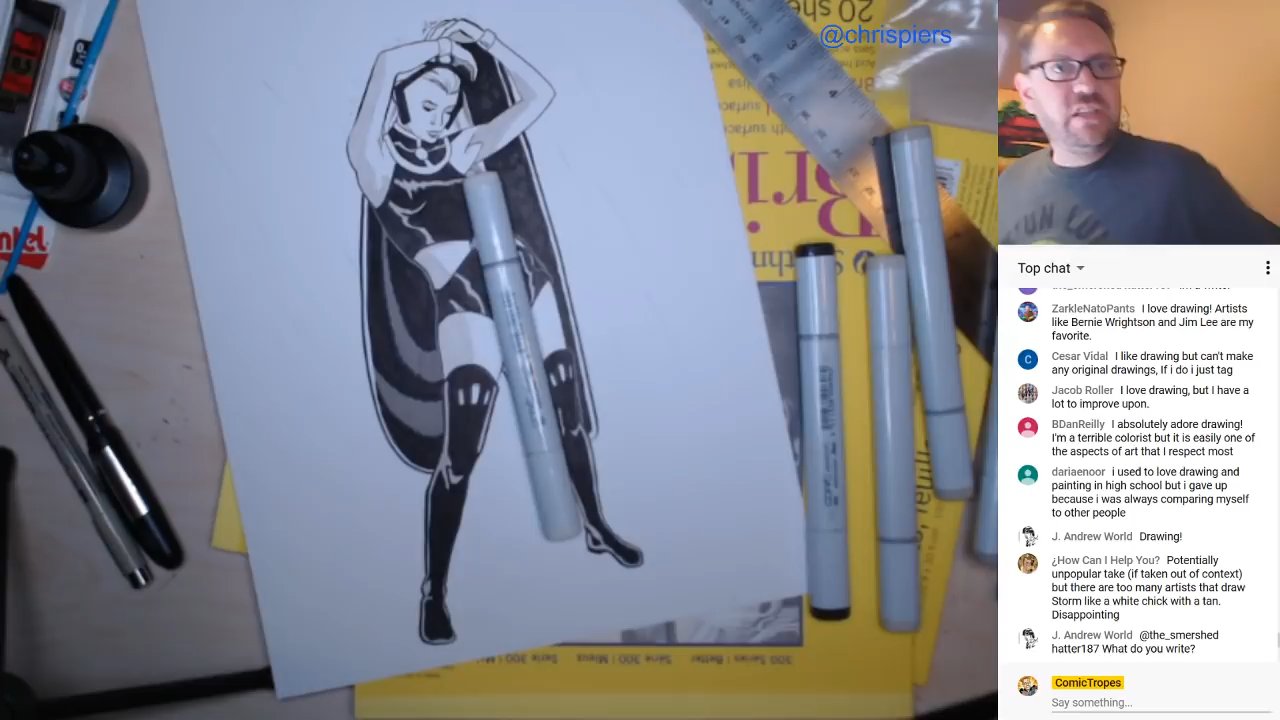 @chrispiers
20 she
3
4
Top chat
ZarkleNatoPants I love drawing! Artists
like Bernie Wrightson and Jim Lee are my
favorite.
Cesar Vidal I like drawing but can't make
any original drawings, If i do i just tag
Jacob Roller I love drawing, but I have a
lot to improve upon.
BDanReilly I absolutely adore drawing!
I'm a terrible colorist but it is easily one of
the aspects of art that I respect most
dariaenoor i used to love drawing and
painting in high school but i gave up
because i was always comparing myself
to other people
J. Andrew World Drawing!
¿How Can I Help You? Potentially
unpopular take (if taken out of context)
but there are too many artists that draw
Storm like a white chick with a tan.
Disappointing
J. Andrew World @the_smershed
hatter187 What do you write?
ComicTropes
Say something...